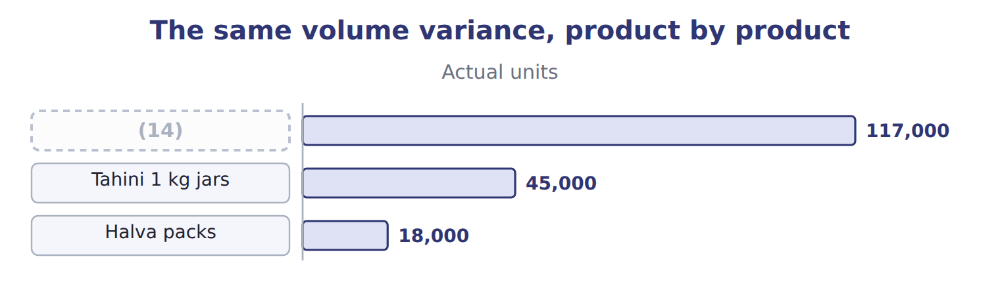 The same volume variance, product by product
Actual units
(14) 117,000
Tahini 1 kg jars 45,000
Halva packs 18,000